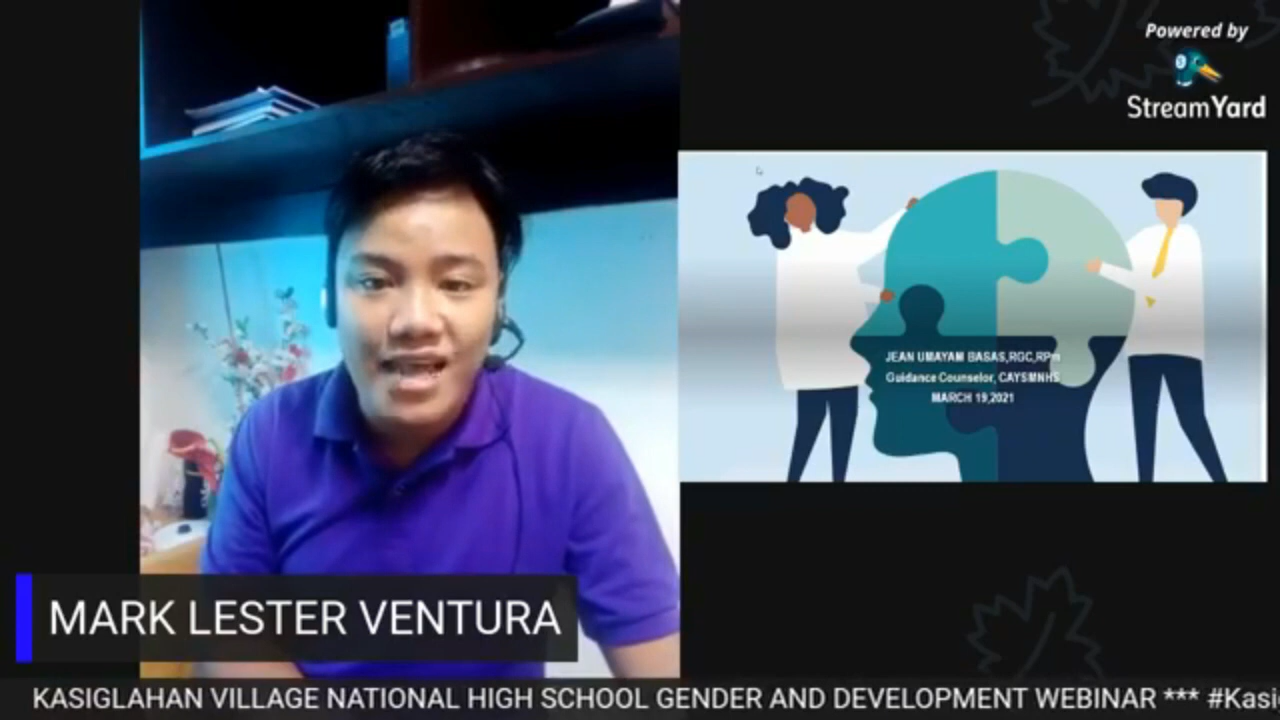 Powered by
StreamYard
JEAN UMAYAM BASAS,RGC,RPm
Guidance Counselor, CAYSMNHS
MARCH 19,2021
MARK LESTER VENTURA
KASIGLAHAN VILLAGE NATIONAL HIGH SCHOOL GENDER AND DEVELOPMENT WEBINAR *** #Kasi